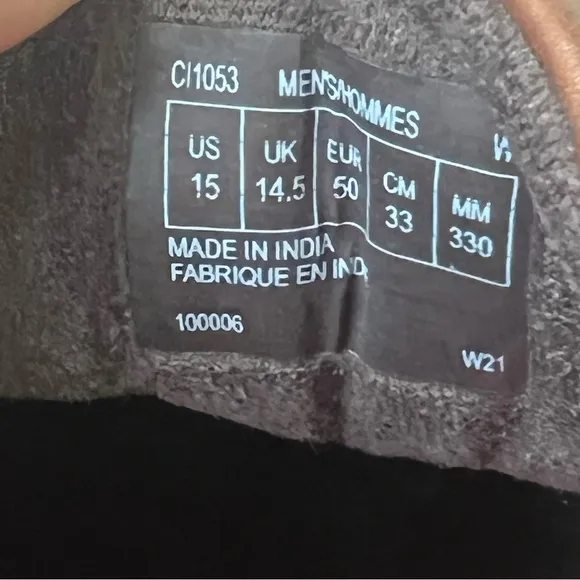 CI1053 MEN'S/HOMMES
US UK EUR CM MM
15 14.5 50 33 330
MADE IN INDIA
FABRIQUE EN IND
100006
W21